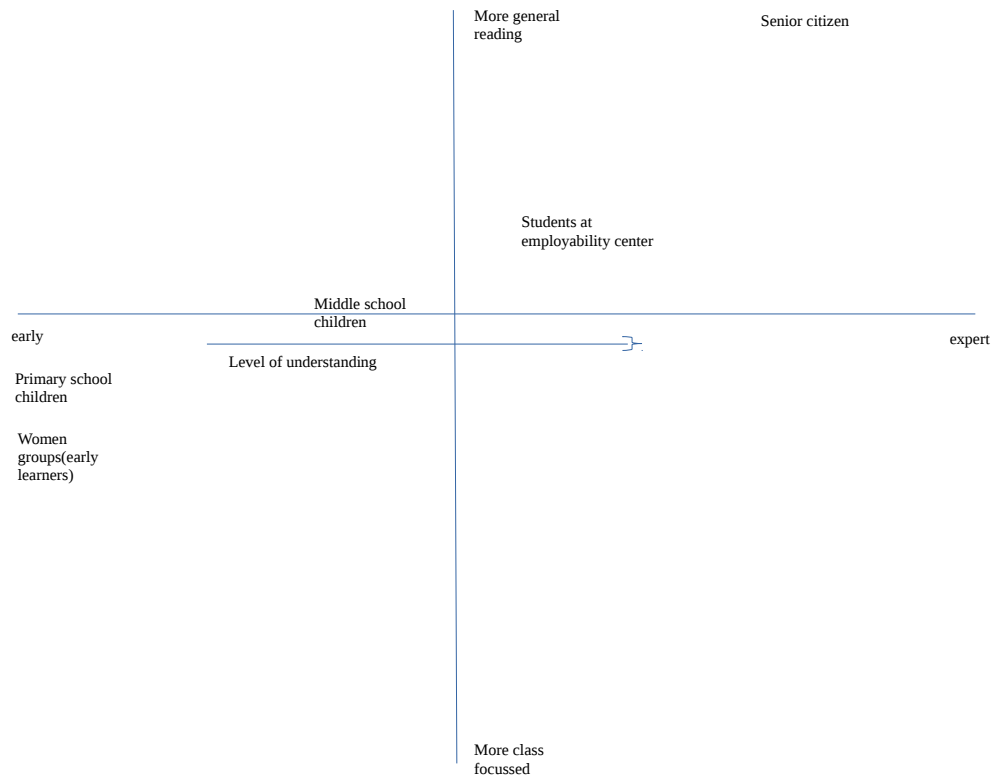 More general
reading
Senior citizen
Students at
employability center
Middle school
children
early
expert
Level of understanding
Primary school
children
Women
groups(early
learners)
More class
focussed